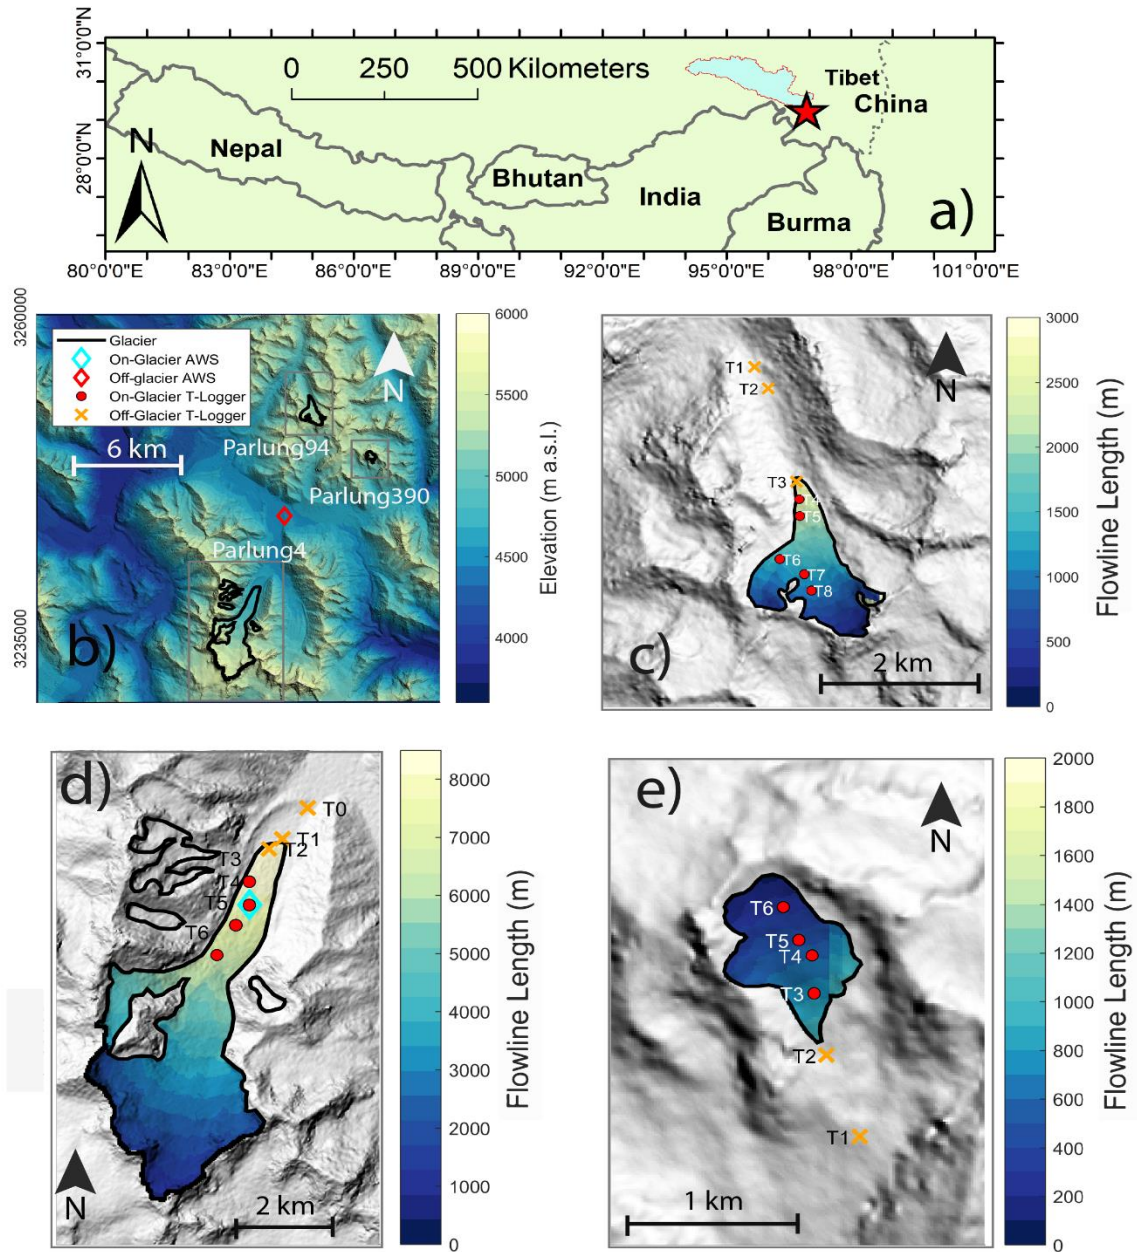 31°0'0"N
28°0'0"N
0 250 500 Kilometers
Tibet
China
N
Nepal
Bhutan
India
Burma
a)
80°0'0"E 83°0'0"E 86°0'0"E 89°0'0"E 92°0'0"E 95°0'0"E 98°0'0"E 101°0'0"E
3260000
3235000
Glacier
On-Glacier AWS
Off-glacier AWS
On-Glacier T-Logger
Off-Glacier T-Logger
N
6 km
Parlung94
Parlung390
Parlung4
b)
6000
5500
5000
4500
4000
Elevation (m a.s.l.)
T1
T2
N
T3
T4
T5
T6
T7
T8
c)
2 km
3000
2500
2000
1500
1000
500
0
Flowline Length (m)
d)
T0
T1
T2
T3
T4
T5
T6
N
2 km
8000
7000
6000
5000
4000
3000
2000
1000
0
Flowline Length (m)
e)
N
T6
T5
T4
T3
T2
T1
1 km
2000
1800
1600
1400
1200
1000
800
600
400
200
0
Flowline Length (m)